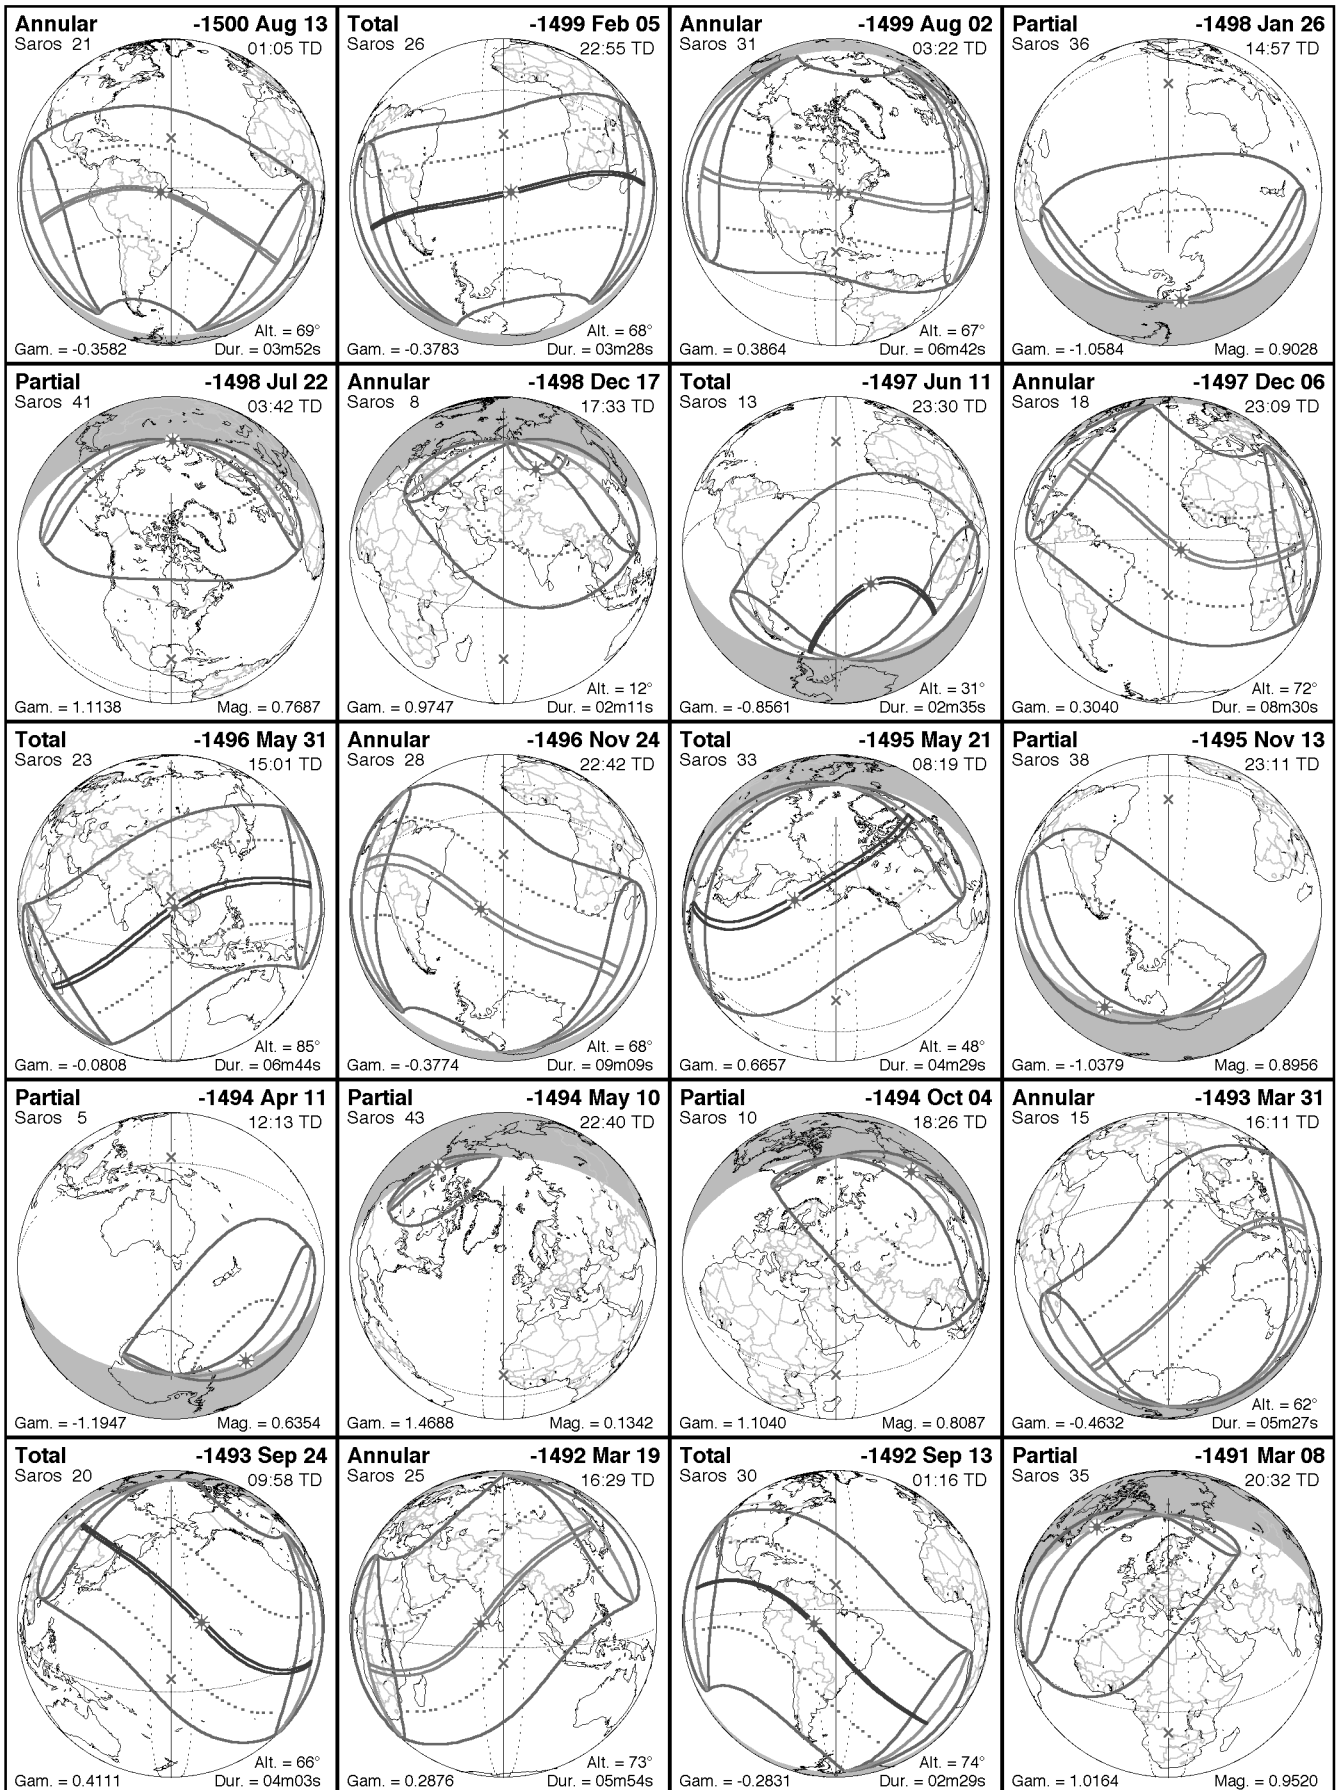 Annular -1500 Aug 13
Saros 21 01:05 TD
Alt. = 69°
Gam. = -0.3582 Dur. = 03m52s
Total -1499 Feb 05
Saros 26 22:55 TD
Alt. = 68°
Gam. = -0.3783 Dur. = 03m28s
Annular -1499 Aug 02
Saros 31 03:22 TD
Alt. = 67°
Gam. = 0.3864 Dur. = 06m42s
Partial -1498 Jan 26
Saros 36 14:57 TD
Gam. = -1.0584 Mag. = 0.9028
Partial -1498 Jul 22
Saros 41 03:42 TD
Gam. = 1.1138 Mag. = 0.7687
Annular -1498 Dec 17
Saros 8 17:33 TD
Alt. = 12°
Gam. = 0.9747 Dur. = 02m11s
Total -1497 Jun 11
Saros 13 23:30 TD
Alt. = 31°
Gam. = -0.8561 Dur. = 02m35s
Annular -1497 Dec 06
Saros 18 23:09 TD
Alt. = 72°
Gam. = 0.3040 Dur. = 08m30s
Total -1496 May 31
Saros 23 15:01 TD
Alt. = 85°
Gam. = -0.0808 Dur. = 06m44s
Annular -1496 Nov 24
Saros 28 22:42 TD
Alt. = 68°
Gam. = -0.3774 Dur. = 09m09s
Total -1495 May 21
Saros 33 08:19 TD
Alt. = 48°
Gam. = 0.6657 Dur. = 04m29s
Partial -1495 Nov 13
Saros 38 23:11 TD
Gam. = -1.0379 Mag. = 0.8956
Partial -1494 Apr 11
Saros 5 12:13 TD
Gam. = -1.1947 Mag. = 0.6354
Partial -1494 May 10
Saros 43 22:40 TD
Gam. = 1.4688 Mag. = 0.1342
Partial -1494 Oct 04
Saros 10 18:26 TD
Gam. = 1.1040 Mag. = 0.8087
Annular -1493 Mar 31
Saros 15 16:11 TD
Alt. = 62°
Gam. = -0.4632 Dur. = 05m27s
Total -1493 Sep 24
Saros 20 09:58 TD
Alt. = 66°
Gam. = 0.4111 Dur. = 04m03s
Annular -1492 Mar 19
Saros 25 16:29 TD
Alt. = 73°
Gam. = 0.2876 Dur. = 05m54s
Total -1492 Sep 13
Saros 30 01:16 TD
Alt. = 74°
Gam. = -0.2831 Dur. = 02m29s
Partial -1491 Mar 08
Saros 35 20:32 TD
Gam. = 1.0164 Mag. = 0.9520